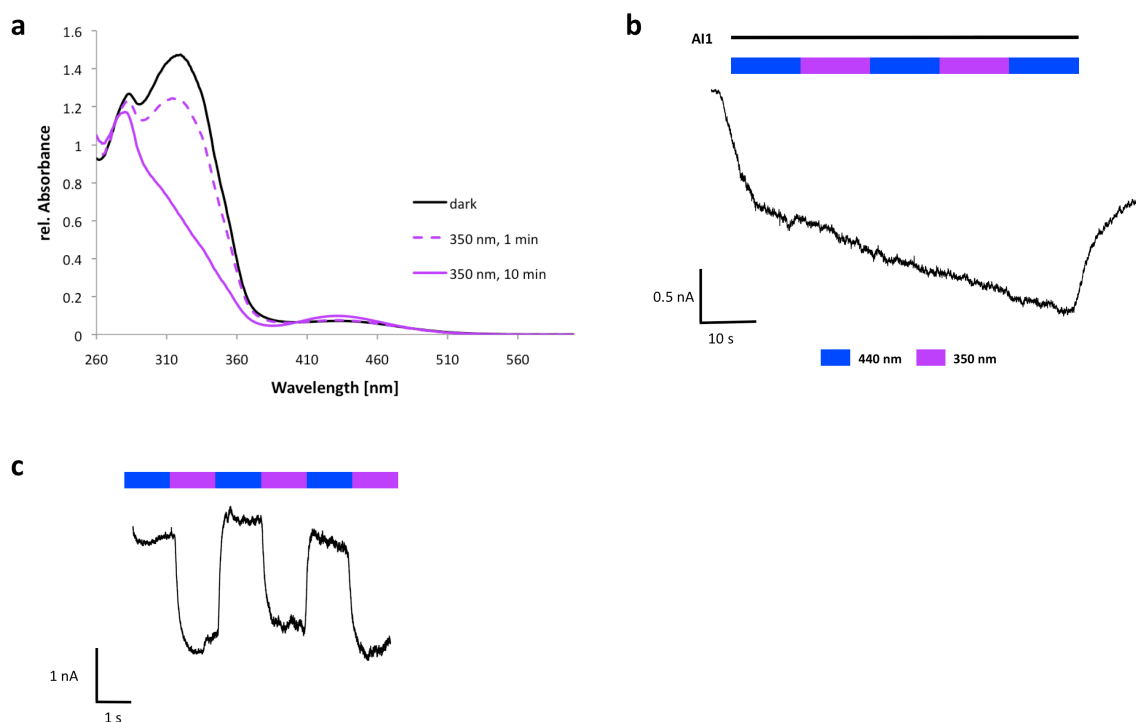 a
1.6
1.4
1.2
1
0.8
0.6
0.4
0.2
0
rel. Absorbance
260 310 360 410 460 510 560
Wavelength [nm]
dark
350 nm, 1 min
350 nm, 10 min
b
AI1
0.5 nA
10 s
440 nm 350 nm
c
1 nA
1 s